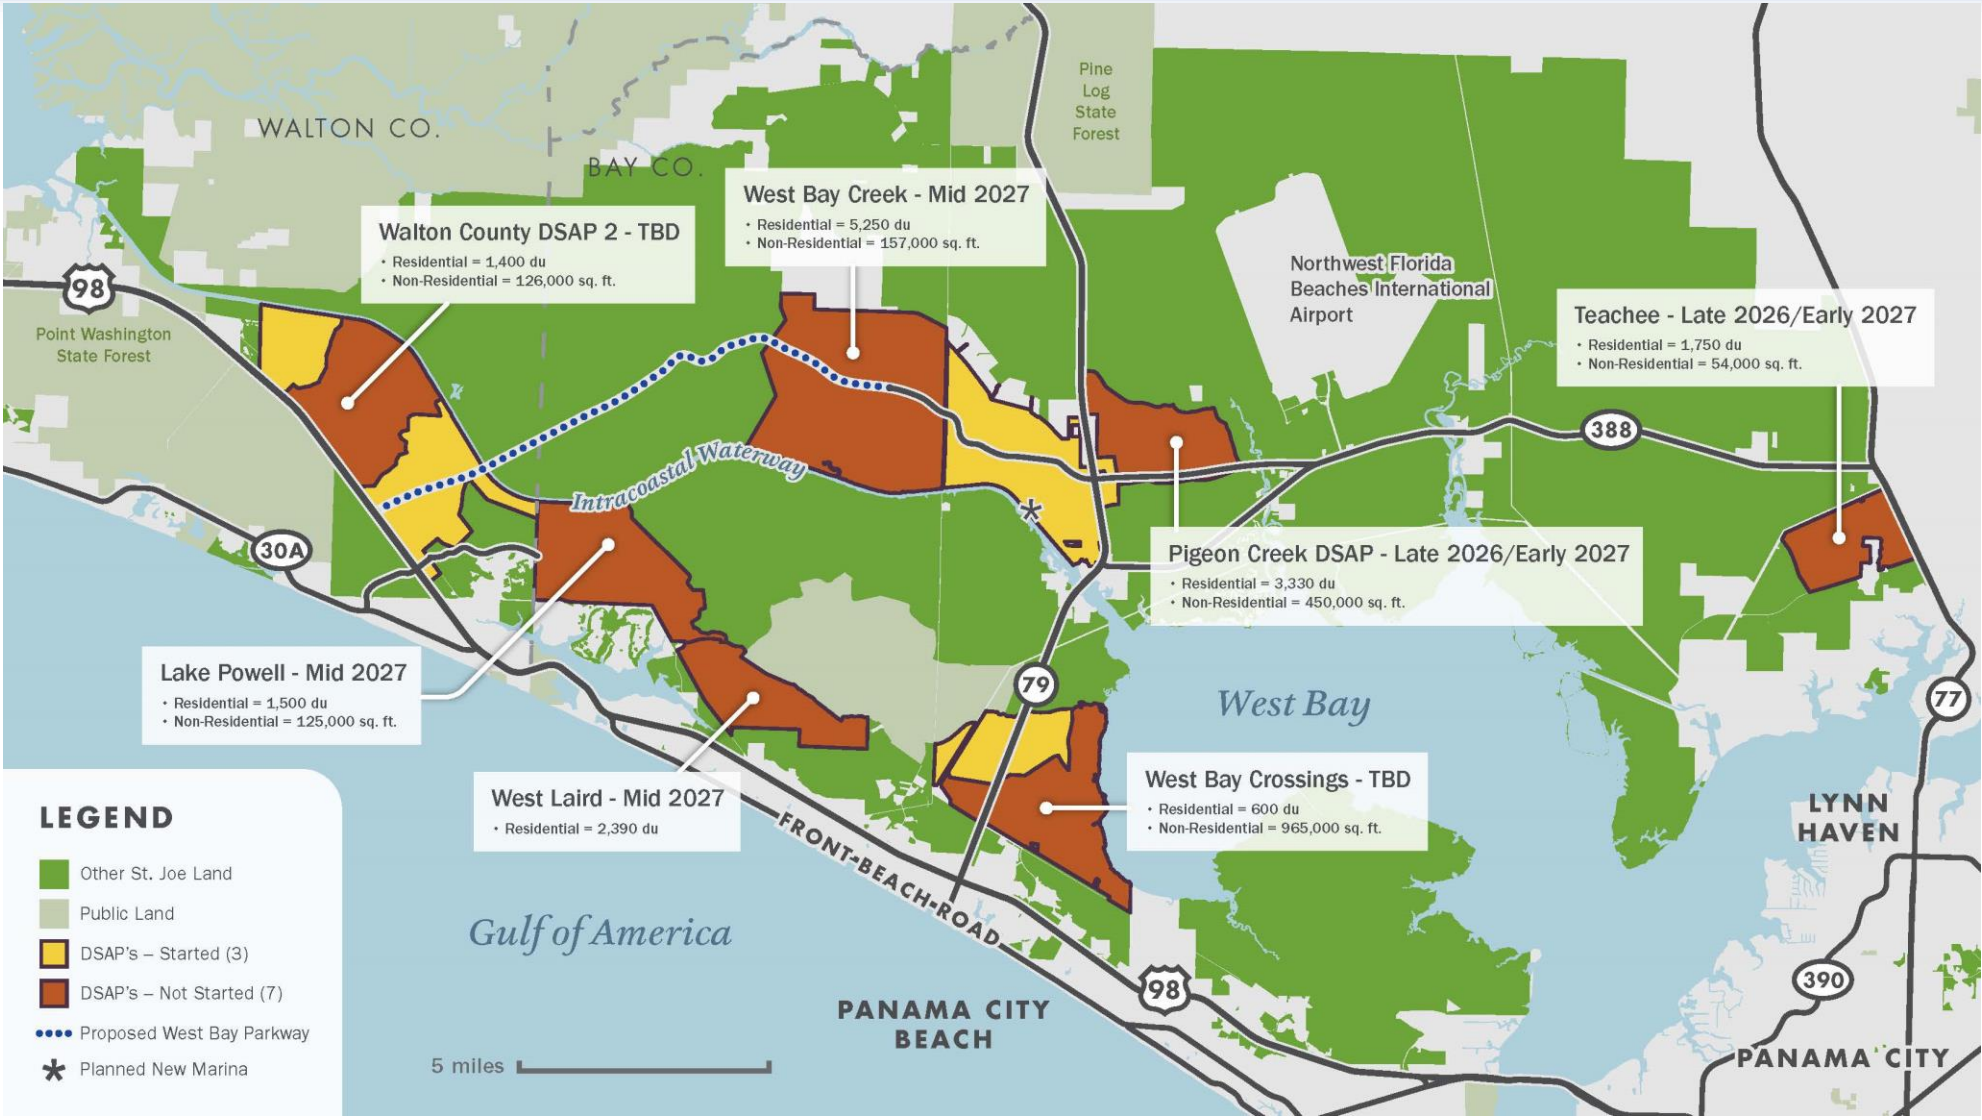 WALTON CO.
BAY CO.
Pine
Log
State
Forest
West Bay Creek - Mid 2027
• Residential = 5,250 du
• Non-Residential = 157,000 sq. ft.
Walton County DSAP 2 - TBD
• Residential = 1,400 du
• Non-Residential = 126,000 sq. ft.
98
Point Washington
State Forest
Northwest Florida
Beaches International
Airport
Teachee - Late 2026/Early 2027
• Residential = 1,750 du
• Non-Residential = 54,000 sq. ft.
388
Intracoastal Waterway
30A
Pigeon Creek DSAP - Late 2026/Early 2027
• Residential = 3,330 du
• Non-Residential = 450,000 sq. ft.
Lake Powell - Mid 2027
• Residential = 1,500 du
• Non-Residential = 125,000 sq. ft.
79
West Bay
77
West Laird - Mid 2027
• Residential = 2,390 du
West Bay Crossings - TBD
• Residential = 600 du
• Non-Residential = 965,000 sq. ft.
LYNN
HAVEN
FRONT-BEACH-ROAD
Gulf of America
98
390
PANAMA CITY
BEACH
PANAMA CITY
LEGEND
Other St. Joe Land
Public Land
DSAP's – Started (3)
DSAP's – Not Started (7)
Proposed West Bay Parkway
* Planned New Marina
5 miles